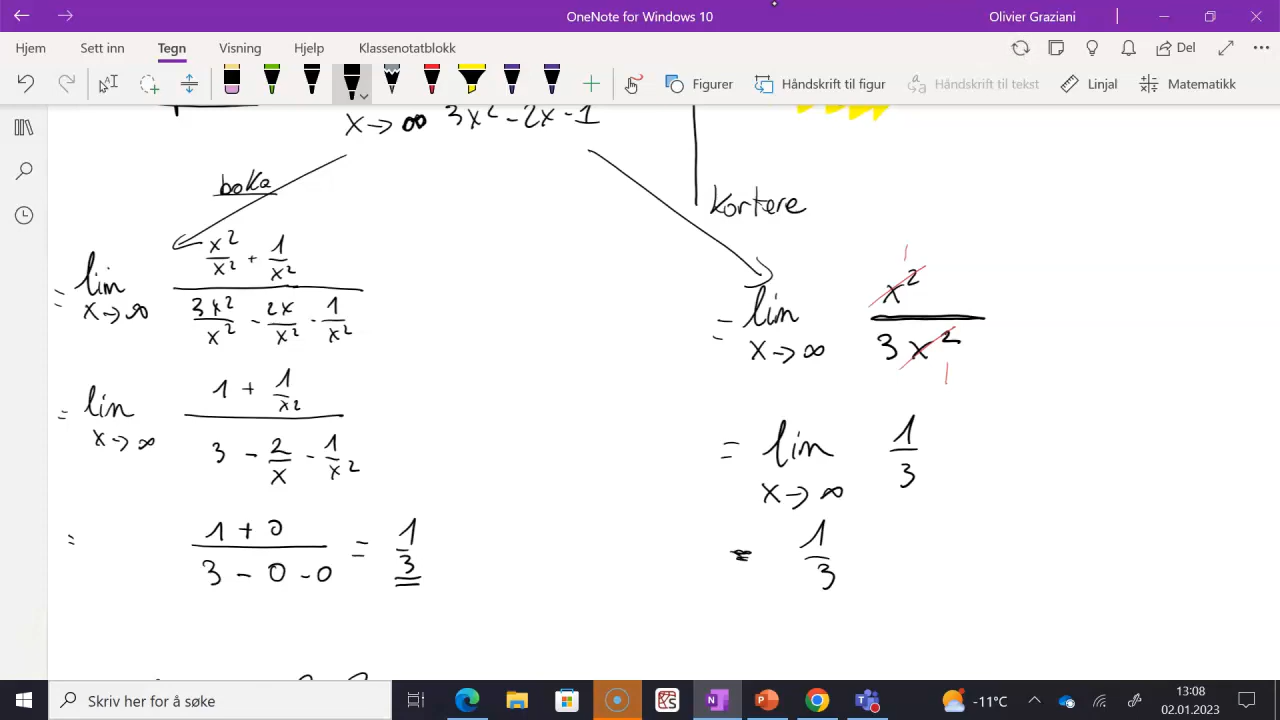 OneNote for Windows 10
Olivier Graziani
Hjem Sett inn Tegn Visning Hjelp Klassenotatblokk
Del
Figurer Håndskrift til figur Håndskrift til tekst Linjal Matematikk
x→∞ 3x² - 2x - 1
boka
kortere
= lim x→∞ (x²/x² + 1/x²) / (3x²/x² - 2x/x² - 1/x²)
= lim x→∞ (1 + 1/x²) / (3 - 2/x - 1/x²)
= (1 + 0) / (3 - 0 - 0) = 1/3
= lim x→∞ x² / 3x²
1
1
= lim x→∞ 1/3
= 1/3
Skriv her for å søke
-11°C
13:08
02.01.2023